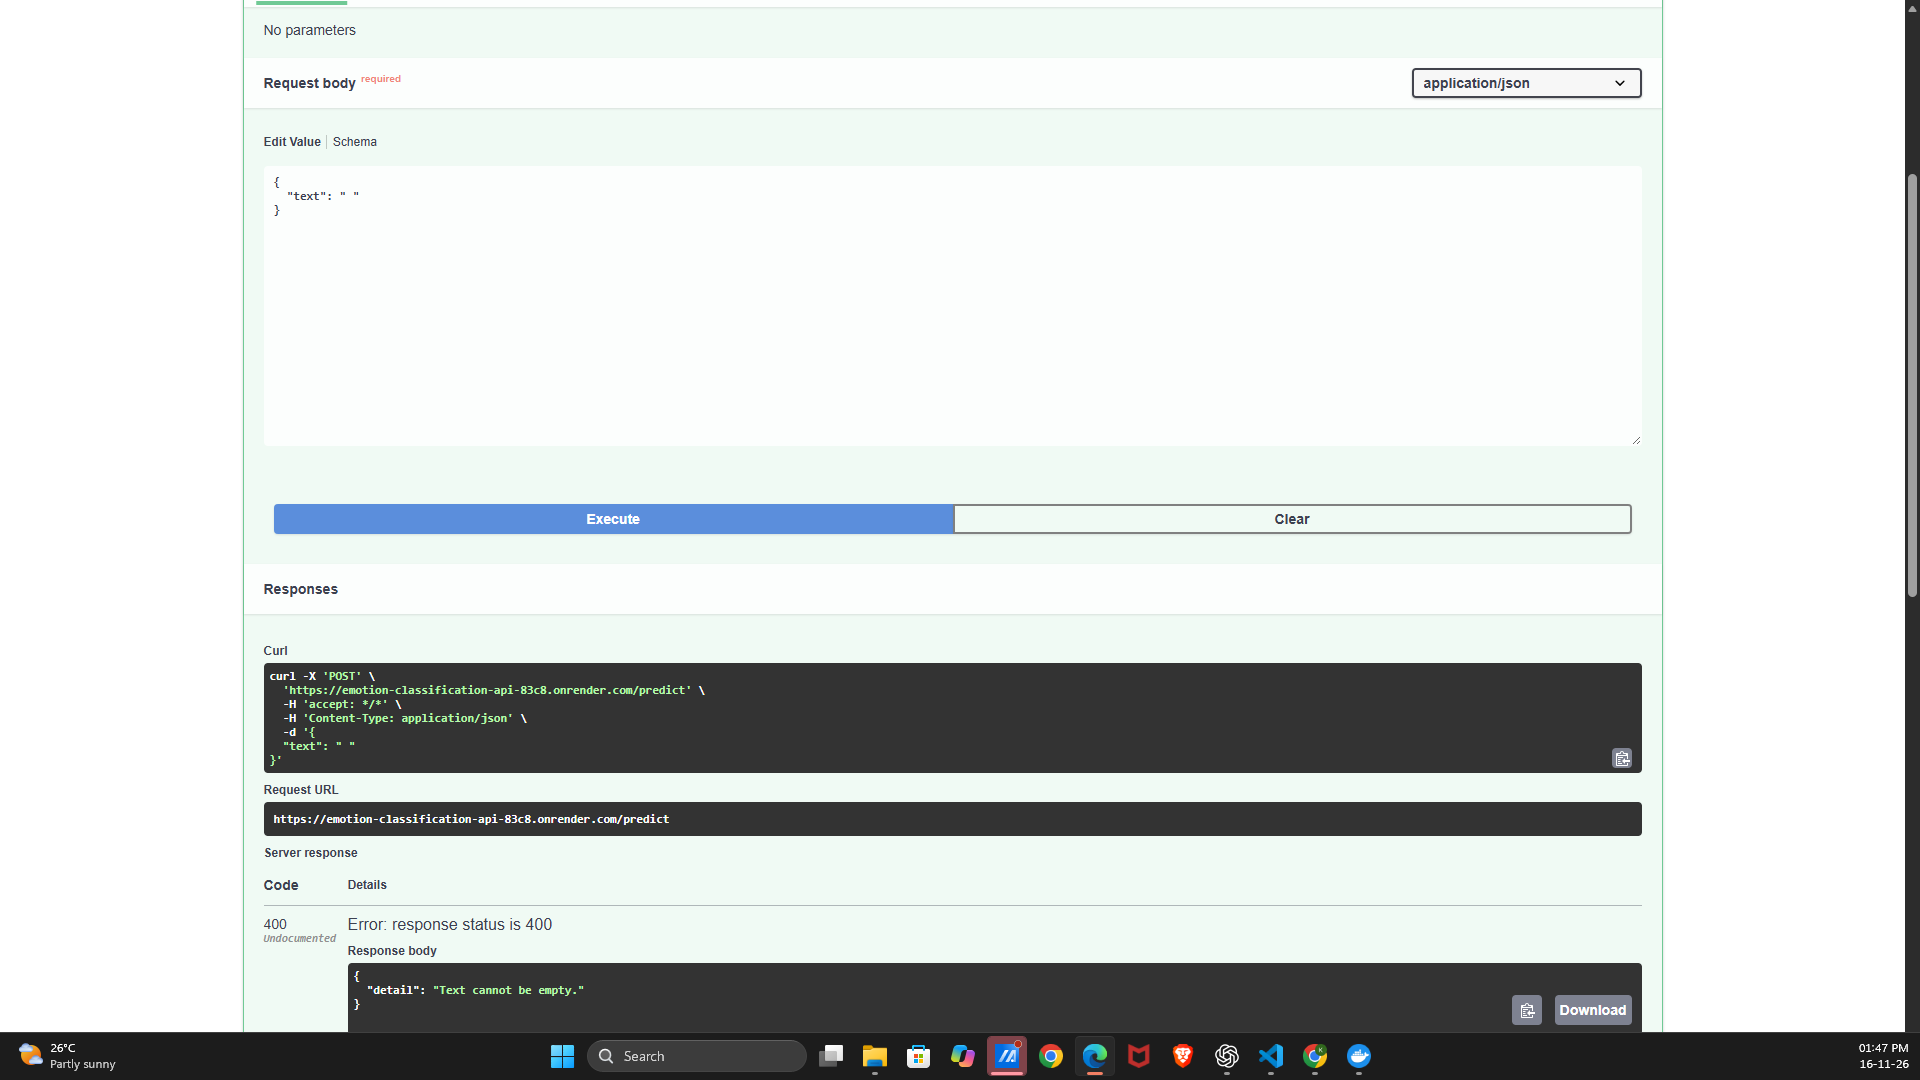 No parameters
Request body required
application/json
Edit Value | Schema
{
  "text": " "
}
Execute
Clear
Responses
Curl
curl -X 'POST' \
  'https://emotion-classification-api-83c8.onrender.com/predict' \
  -H 'accept: */*' \
  -H 'Content-Type: application/json' \
  -d '{
  "text": " "
}'
Request URL
https://emotion-classification-api-83c8.onrender.com/predict
Server response
Code Details
400 Error: response status is 400
Undocumented
Response body
{
  "detail": "Text cannot be empty."
}
Download
26°C
Partly sunny
Search
01:47 PM
16-11-26